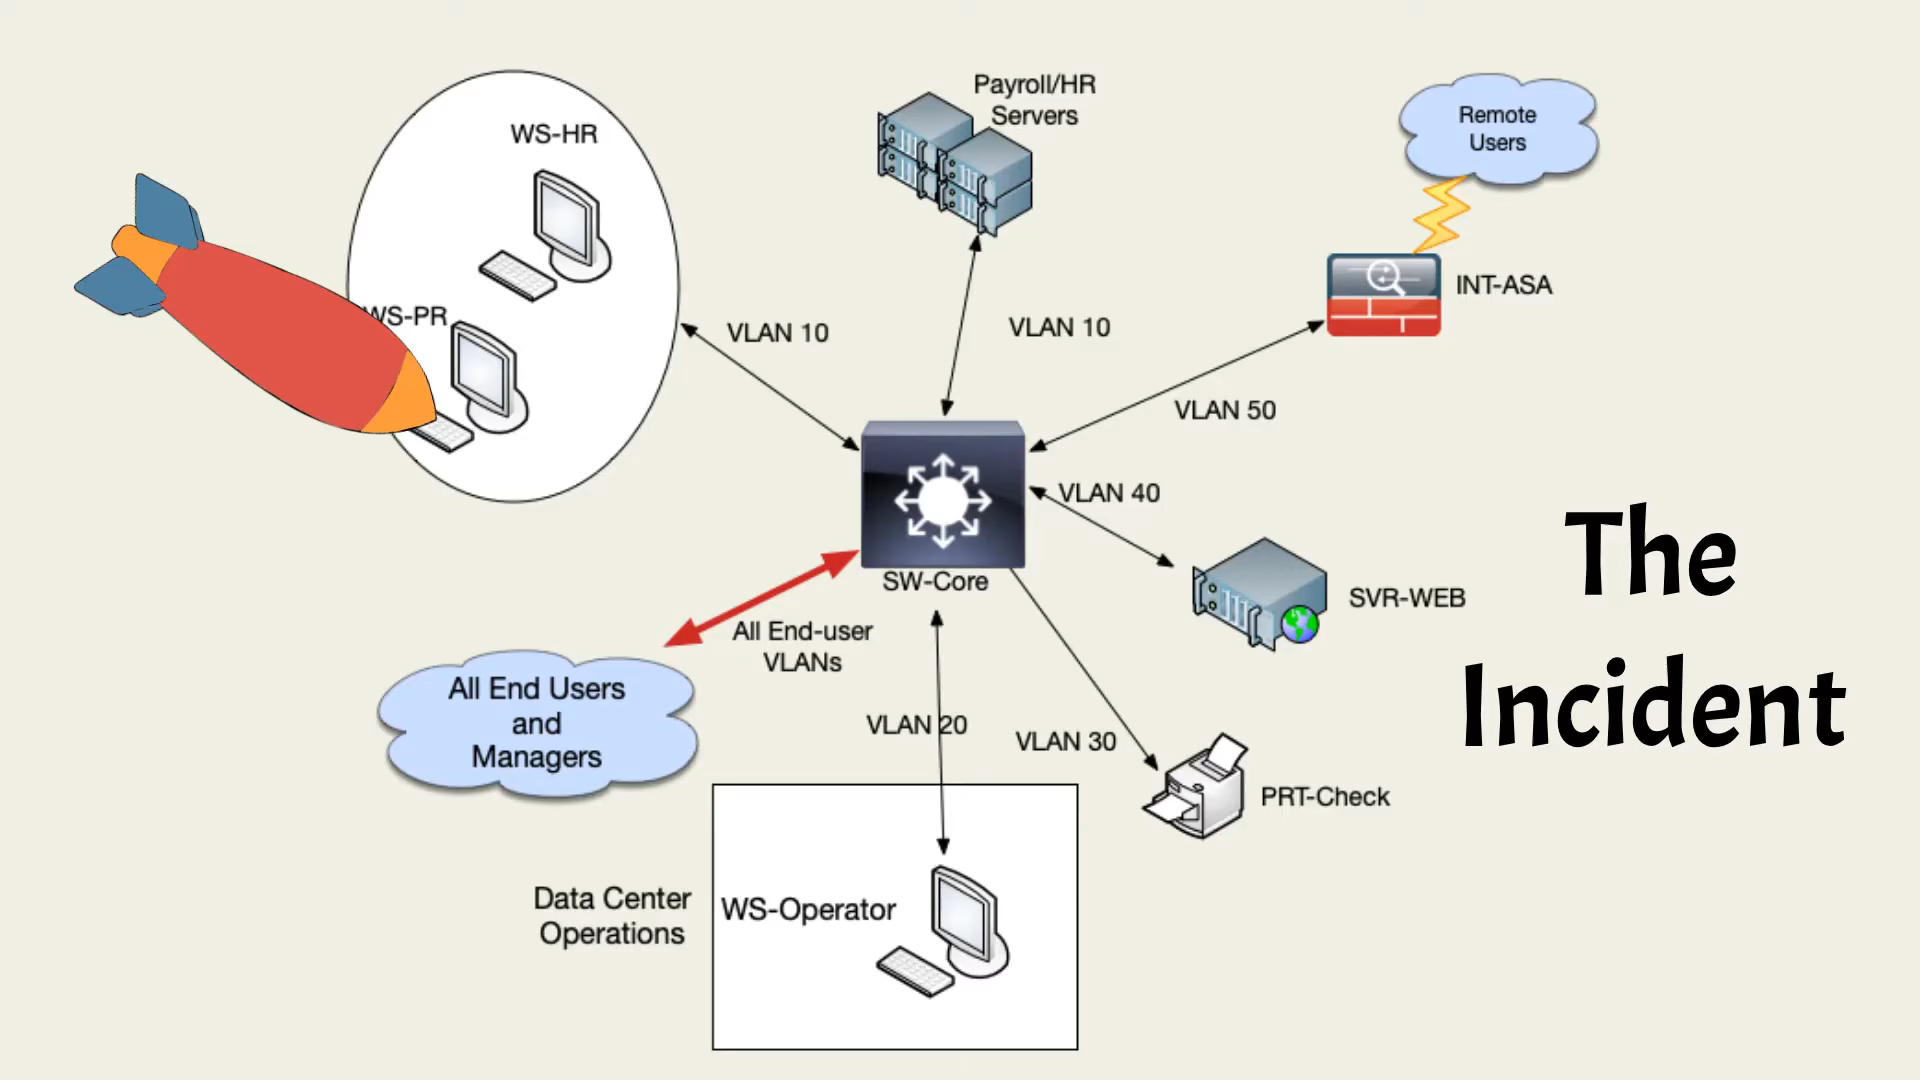 Payroll/HR
Servers
Remote
Users
WS-HR
INT-ASA
WS-PR
VLAN 10
VLAN 10
VLAN 50
VLAN 40
SW-Core
SVR-WEB
The
Incident
All End-user
VLANs
All End Users
and
Managers
VLAN 20
VLAN 30
PRT-Check
Data Center
Operations
WS-Operator